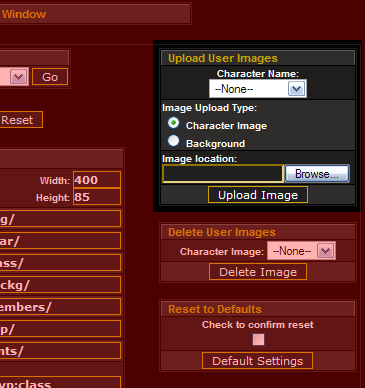 Window
Go
Reset
Width: 400
Height: 85
g/
ar/
ass/
ckg/
embers/
p/
nts/
vp:class
Upload User Images
Character Name:
--None--
Image Upload Type:
Character Image
Background
Image location:
Browse...
Upload Image
Delete User Images
Character Image: --None--
Delete Image
Reset to Defaults
Check to confirm reset
Default Settings